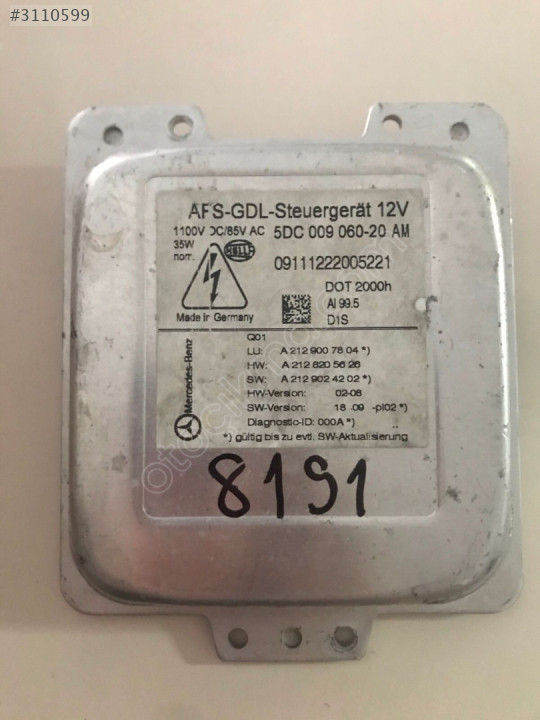 #3110599
AFS-GDL-Steuergerät 12V
1100V DC/85V AC 5DC 009 060-20 AM
35W
nom.
HELLA
09111222005221
DOT 2000h
Al 99.5
D1S
Made in Germany
Mercedes-Benz
Q01
LU: A 212 900 78 04 *)
HW: A 212 820 56 26
SW: A 212 902 42 02 *)
HW-Version: 02-08
SW-Version: 18 09 -pl02 *)
Diagnostic-ID: 000A *)
*) gültig bis zu evtl. SW-Aktualisierung
8191